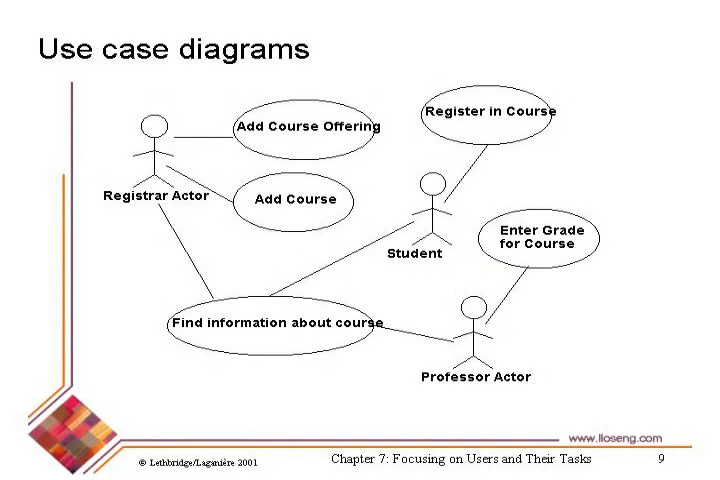 Use case diagrams
Register in Course
Add Course Offering
Registrar Actor
Add Course
Enter Grade
for Course
Student
Find information about course
Professor Actor
www.lloseng.com
© Lethbridge/Laganière 2001
Chapter 7: Focusing on Users and Their Tasks
9